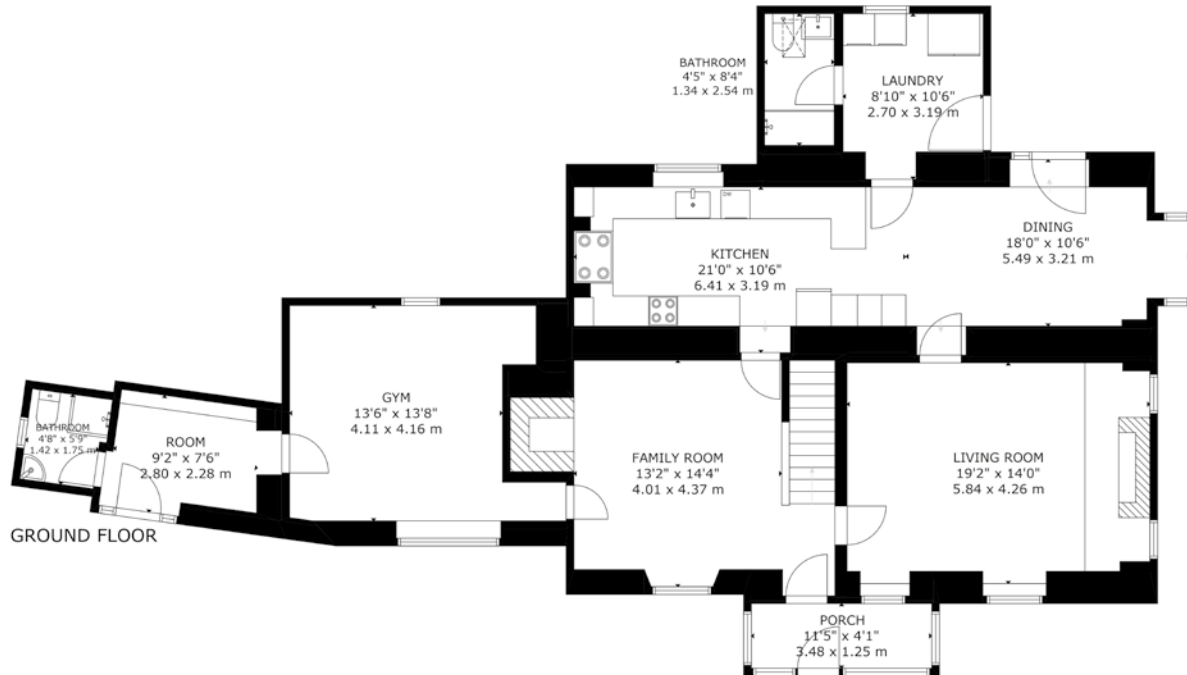 BATHROOM
4'5" x 8'4"
1.34 x 2.54 m
LAUNDRY
8'10" x 10'6"
2.70 x 3.19 m
DW
KITCHEN
21'0" x 10'6"
6.41 x 3.19 m
DINING
18'0" x 10'6"
5.49 x 3.21 m
GYM
13'6" x 13'8"
4.11 x 4.16 m
BATHROOM
4'8" x 5'9"
1.42 x 1.75 m
ROOM
9'2" x 7'6"
2.80 x 2.28 m
FAMILY ROOM
13'2" x 14'4"
4.01 x 4.37 m
LIVING ROOM
19'2" x 14'0"
5.84 x 4.26 m
GROUND FLOOR
PORCH
11'5" x 4'1"
3.48 x 1.25 m